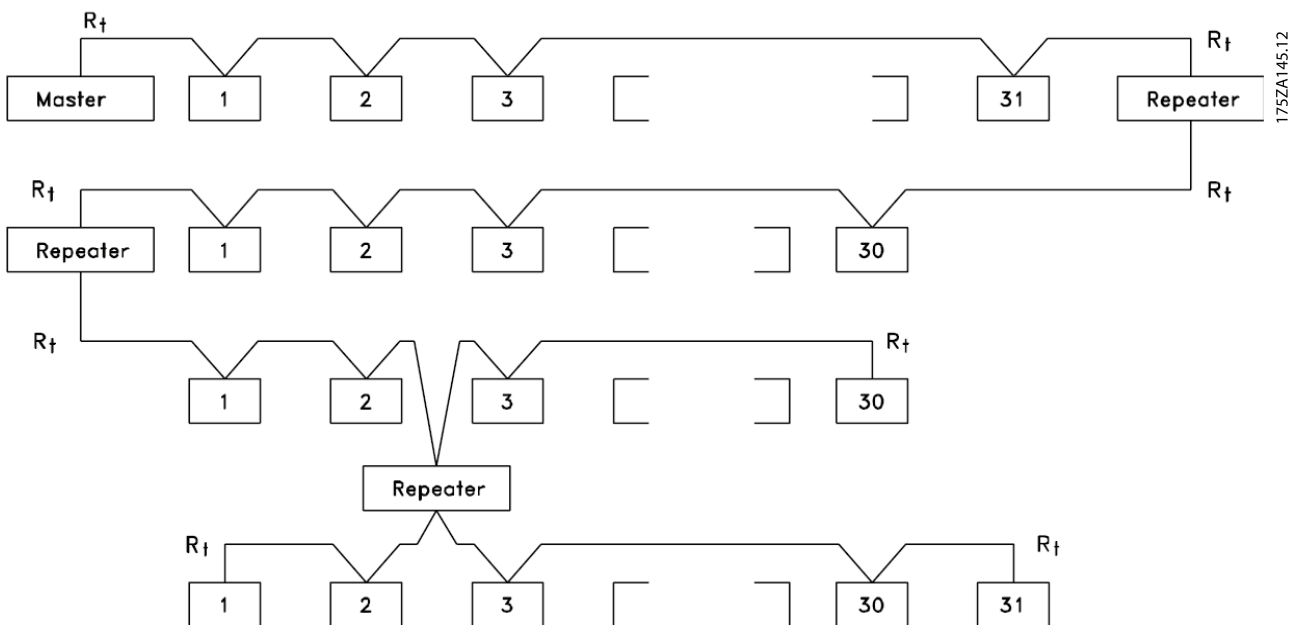 Rt Rt
Master 1 2 3 31 Repeater
175ZA145.12
Rt Rt
Repeater 1 2 3 30
Rt Rt
1 2 3 30
Repeater
Rt Rt
1 2 3 30 31